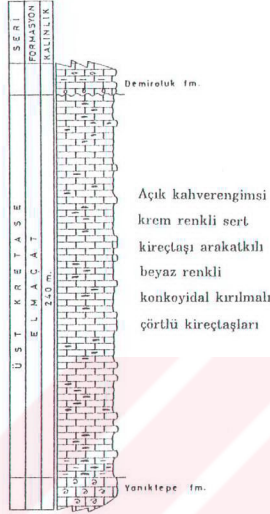 SERİ
FORMASYON
KALINLIK
Demiroluk fm.
ÜST KRETASE
ELMACAT
240 m.
Açık kahverengimsi
krem renkli sert
kireçtaşı arakatkılı
beyaz renkli
konkoyidal kırılmalı
çörtlü kireçtaşları
Yanıktepe fm.